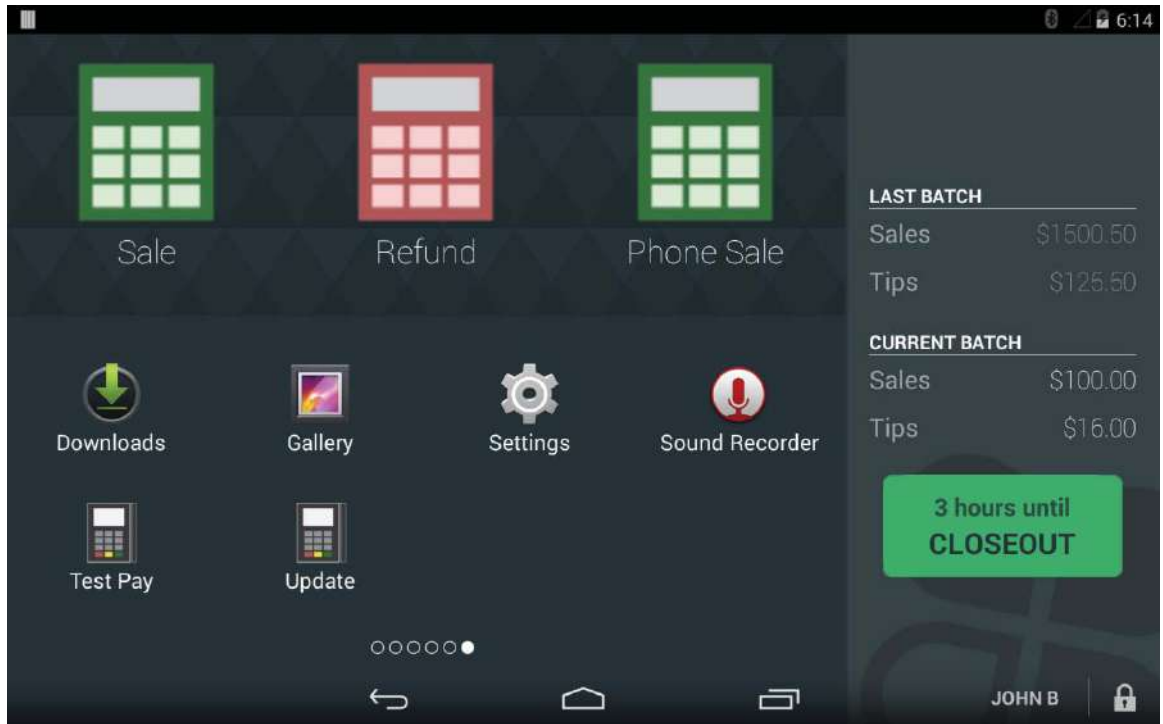 6:14
Sale Refund Phone Sale
Downloads Gallery Settings Sound Recorder
Test Pay Update
LAST BATCH
Sales $1500.50
Tips $125.50
CURRENT BATCH
Sales $100.00
Tips $16.00
3 hours until
CLOSEOUT
JOHN B